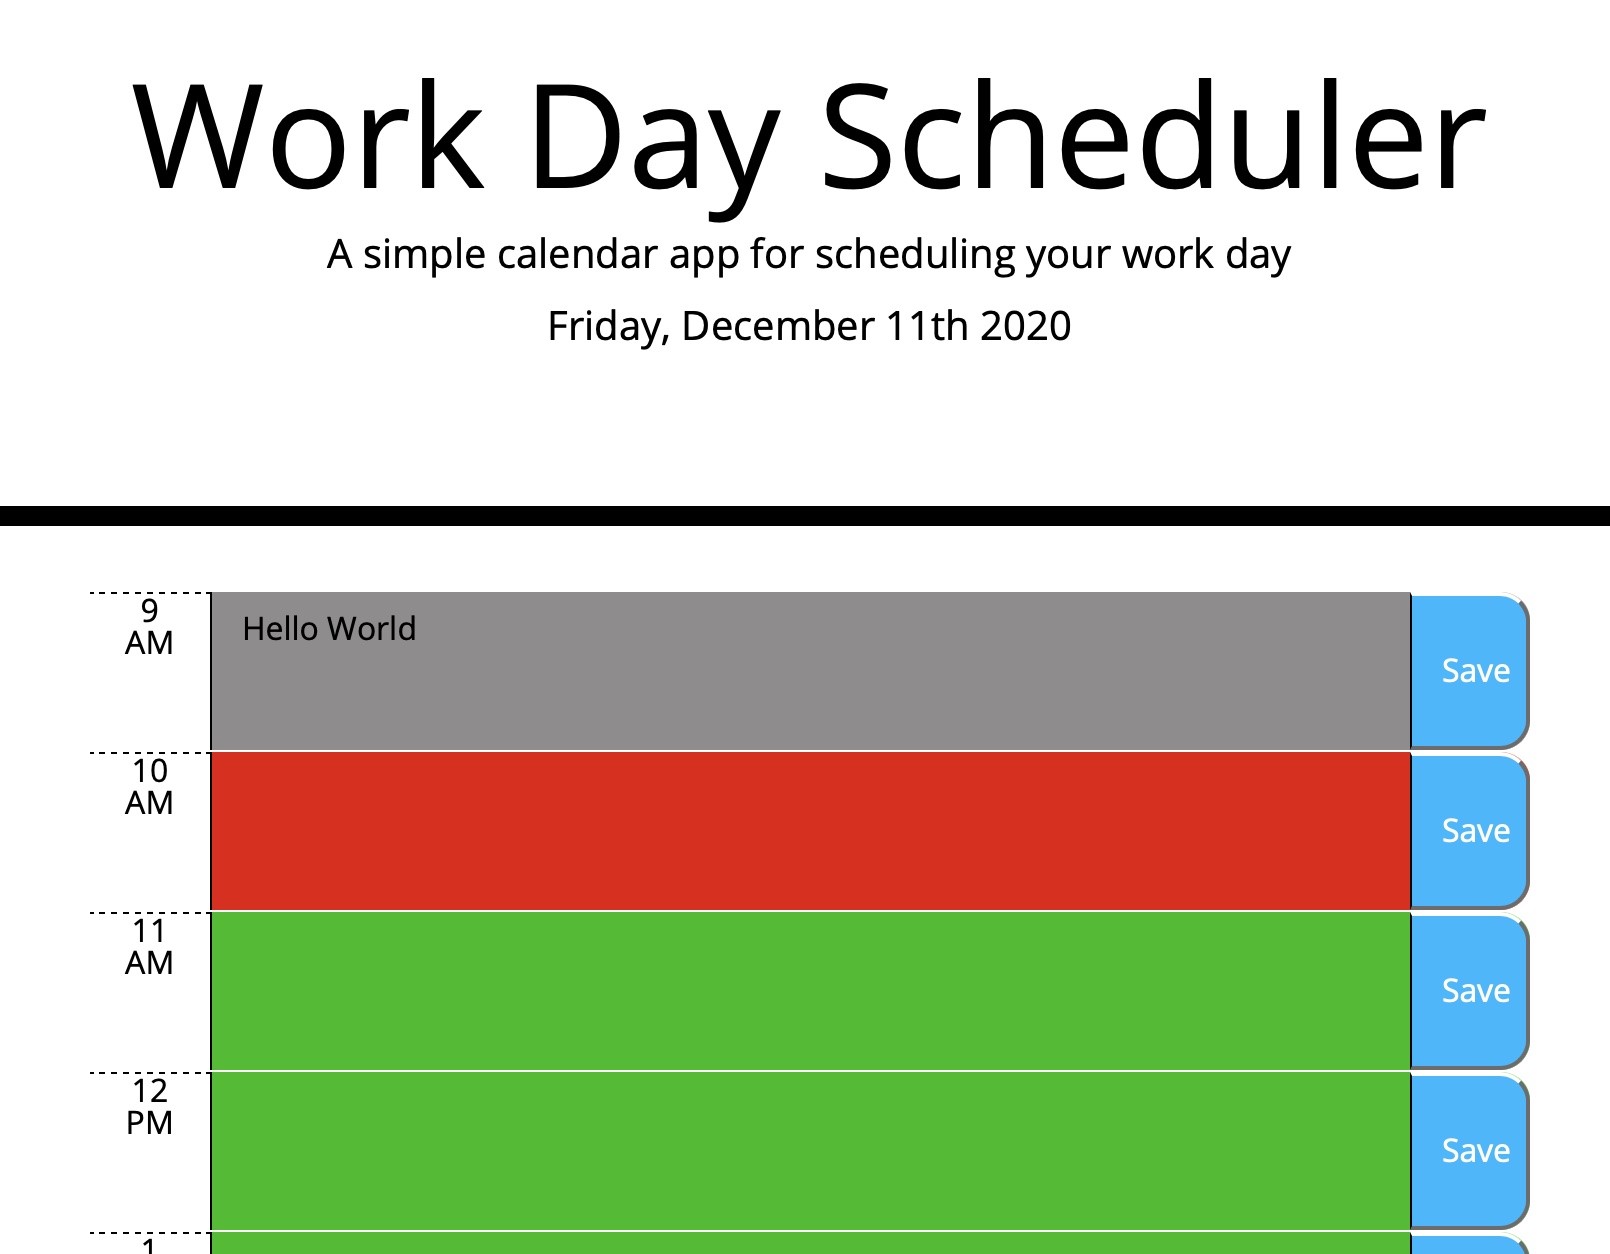 Work Day Scheduler
A simple calendar app for scheduling your work day
Friday, December 11th 2020
9
AM
Hello World
Save
10
AM
Save
11
AM
Save
12
PM
Save
1